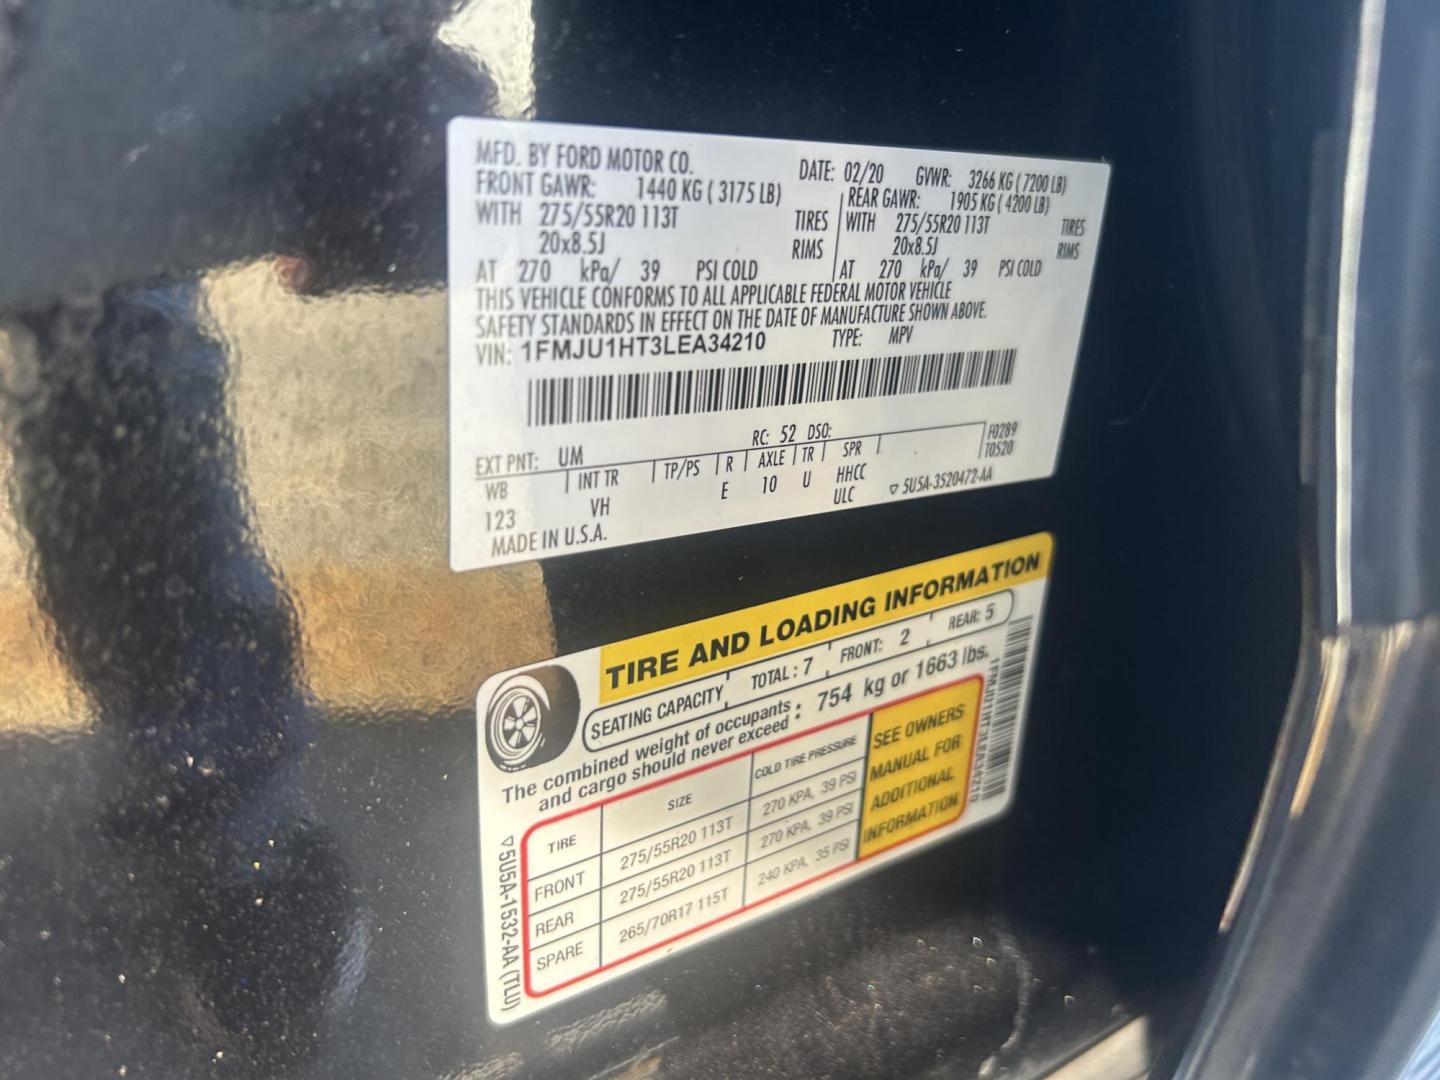 MFD. BY FORD MOTOR CO. DATE: 02/20 GVWR: 3266 KG ( 7200 LB)
FRONT GAWR: 1440 KG ( 3175 LB) REAR GAWR: 1905 KG ( 4200 LB)
WITH 275/55R20 113T TIRES WITH 275/55R20 113T TIRES
20x8.5J RIMS 20x8.5J RIMS
AT 270 kPa/ 39 PSI COLD AT 270 kPa/ 39 PSI COLD
THIS VEHICLE CONFORMS TO ALL APPLICABLE FEDERAL MOTOR VEHICLE
SAFETY STANDARDS IN EFFECT ON THE DATE OF MANUFACTURE SHOWN ABOVE.
VIN: 1FMJU1HT3LEA34210 TYPE: MPV
EXT PNT: UM RC: 52 DSO: F0289
WB INT TR TP/PS R AXLE TR SPR T0520
123 VH E 10 U HHCC
ULC ▽ 5U5A-3520472-AA
MADE IN U.S.A.
TIRE AND LOADING INFORMATION
SEATING CAPACITY TOTAL : 7 FRONT: 2 REAR: 5
The combined weight of occupants
and cargo should never exceed : 754 kg or 1663 lbs.
TIRE SIZE COLD TIRE PRESSURE
FRONT 275/55R20 113T 270 KPA, 39 PSI
REAR 275/55R20 113T 270 KPA, 39 PSI
SPARE 265/70R17 115T 240 KPA, 35 PSI
SEE OWNERS
MANUAL FOR
ADDITIONAL
INFORMATION
1FMJU1HT3LEA34210
▽5U5A-1532-AA (TLU)